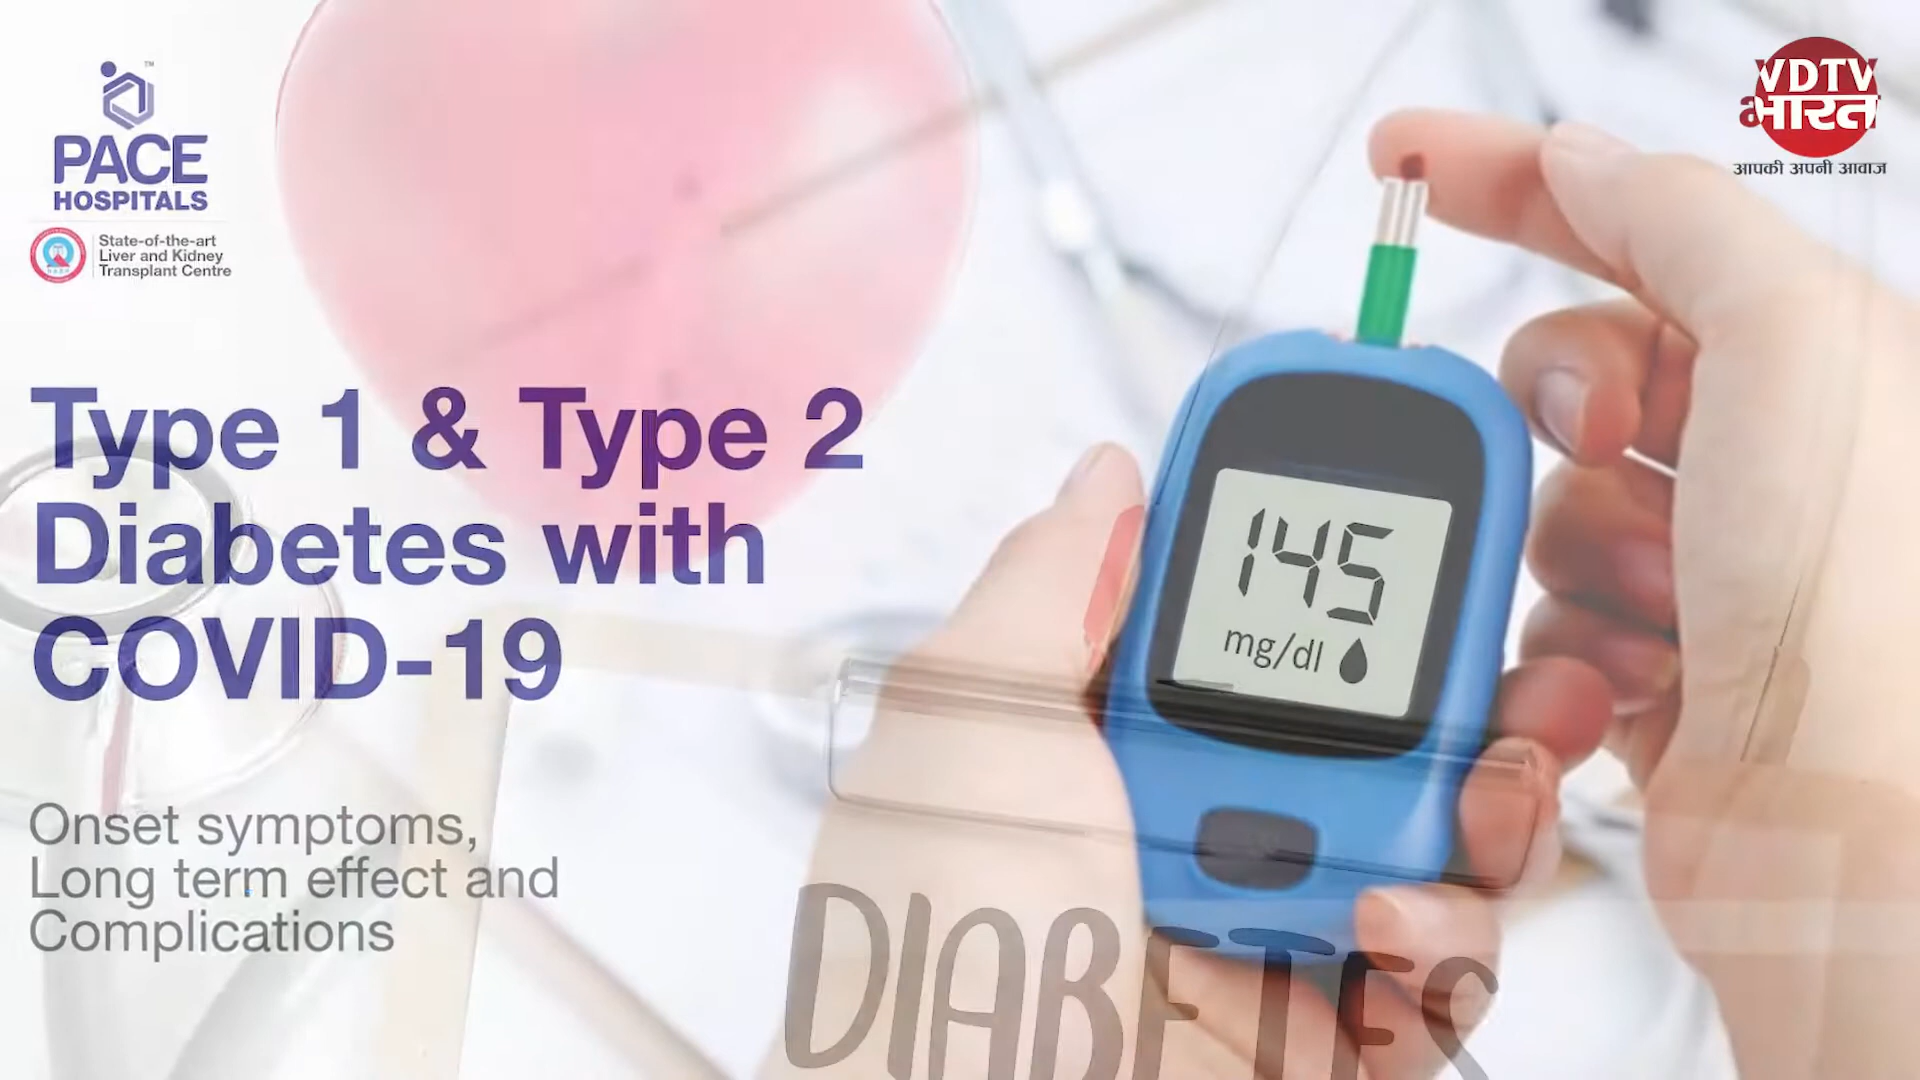 PACE
HOSPITALS
TM
State-of-the-art
Liver and Kidney
Transplant Centre
VDTV
भारत
आपकी अपनी आवाज
Type 1 & Type 2
Diabetes with
COVID-19
Onset symptoms,
Long term effect and
Complications
145
mg/dl
DIABETES